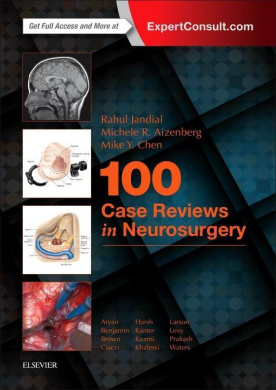 Get Full Access and More at
ExpertConsult.com
Rahul Jandial
Michele R. Aizenberg
Mike Y. Chen
100
Case Reviews
in Neurosurgery
Aryan Harsh Larson
Benjamin Kanter Levy
Brown Kazmi Prakash
Ciacci Khalessi Waters
ELSEVIER